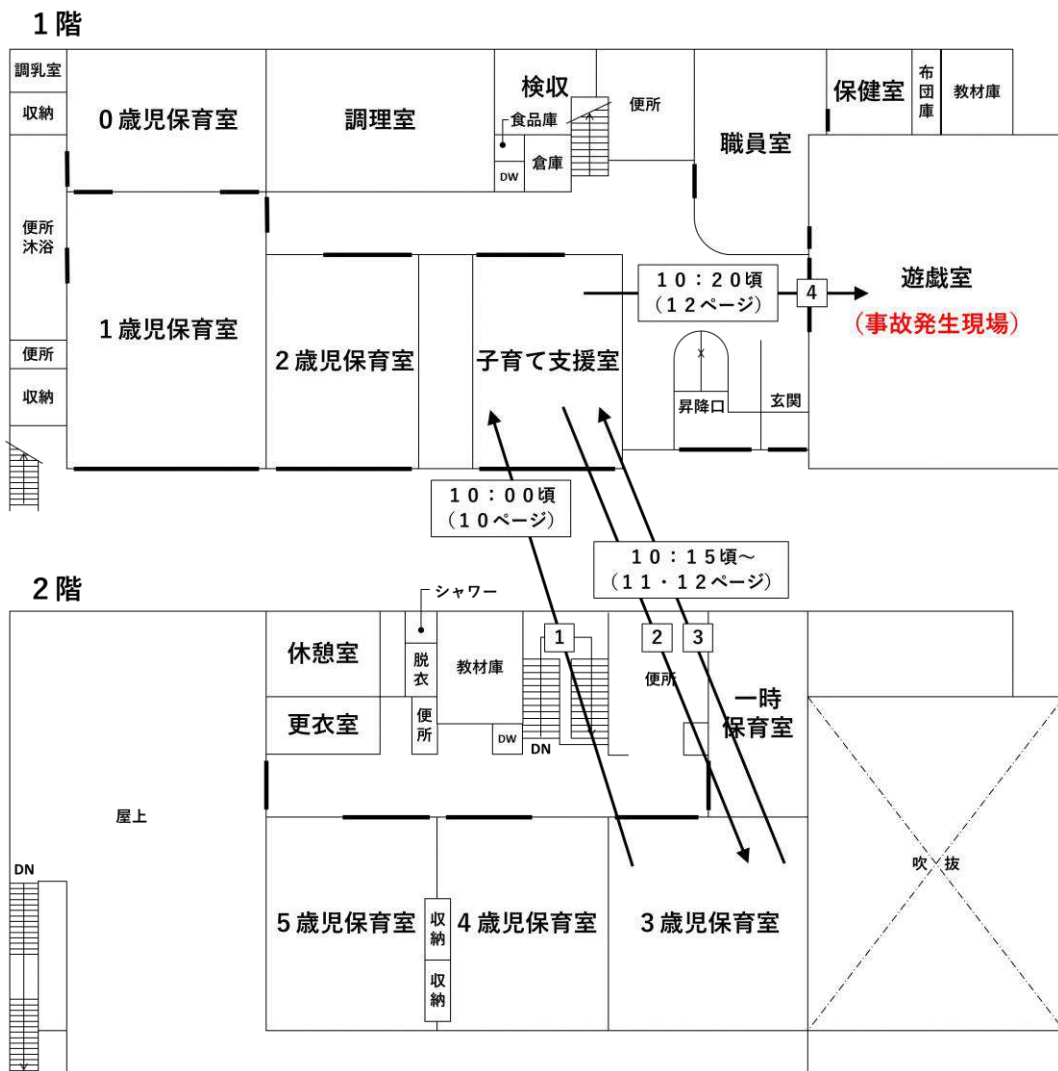 1階
調乳室
収納
0歳児保育室
調理室
検収
食品庫
DW
倉庫
便所
職員室
保健室
布団庫
教材庫
便所
沐浴
1歳児保育室
2歳児保育室
子育て支援室
10:20頃
(12ページ)
4
遊戯室
(事故発生現場)
便所
収納
昇降口
玄関
10:00頃
(10ページ)
10:15頃~
(11・12ページ)
2階
シャワー
休憩室
脱衣
教材庫
1
2
3
便所
一時
保育室
更衣室
便所
DW
DN
屋上
DN
吹抜
5歳児保育室
収納
収納
4歳児保育室
3歳児保育室